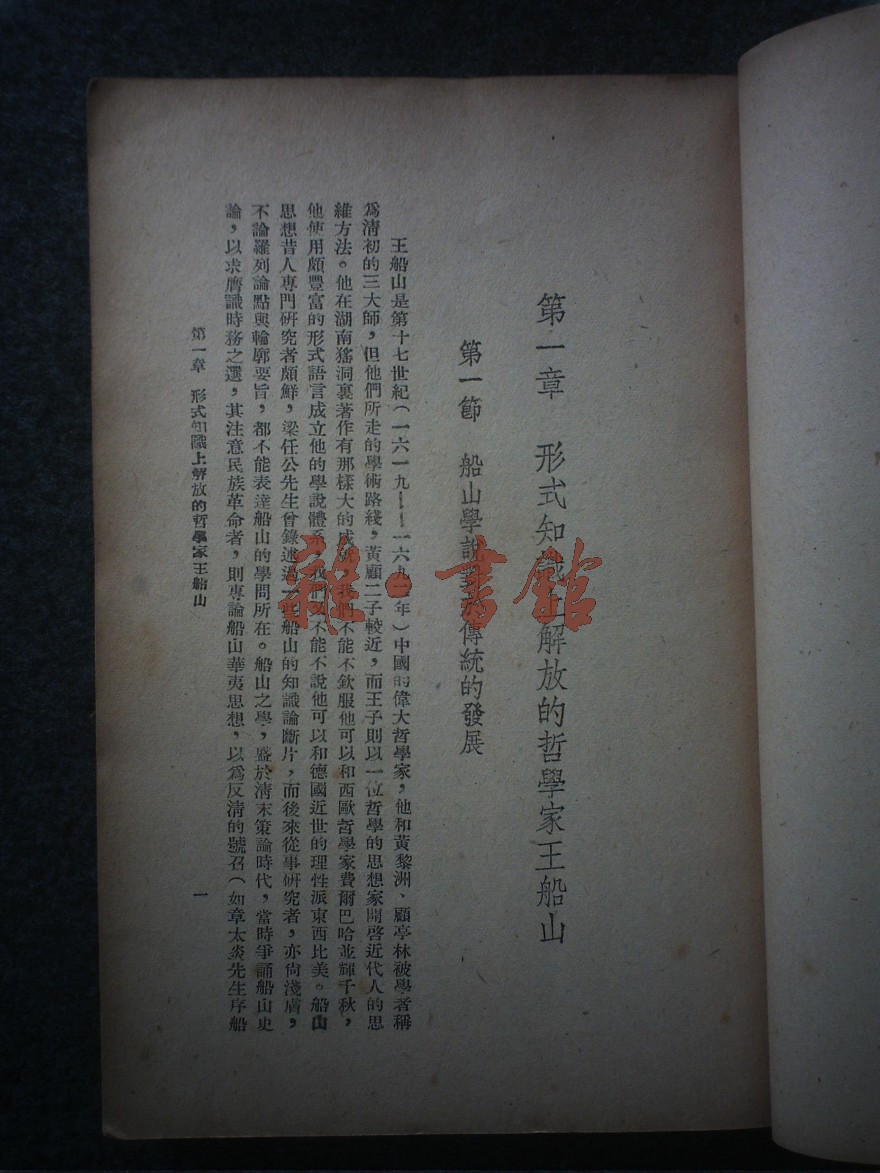 第一章　形式知識上解放的哲學家王船山
第一節　船山學說　傳統的發展
王船山是第十七世紀（一六一九——一六九二年）中國的偉大哲學家，他和黃黎洲、顧亭林被學者稱
爲清初的三大師，但他們所走的學術路綫，黃顧二子較近，而王子則以一位哲學的思想家開啓近代人的思
維方法。他在湖南猺洞裏著作有那樣大的成就，我們不能不欽服他可以和西歐哲學家費爾巴哈並輝千秋，
他使用頗豐富的形式語言成立他的學說體系，我們又不能不說他可以和德國近世的理性派東西比美。船山
思想昔人專門研究者頗鮮，梁任公先生曾錄述過一些船山的知識論斷片，而後來從事研究者，亦尙淺膚，
不論羅列論點與輪廓要旨，都不能表達船山的學問所在。船山之學，盛於淸末策論時代，當時爭誦船山史
論，以求膺識時務之選，其注意民族革命者，則專論船山華夷思想，以爲反淸的號召（如章太炎先生序船
第一章　形式知識上解放的哲學家王船山
一
雜·書館